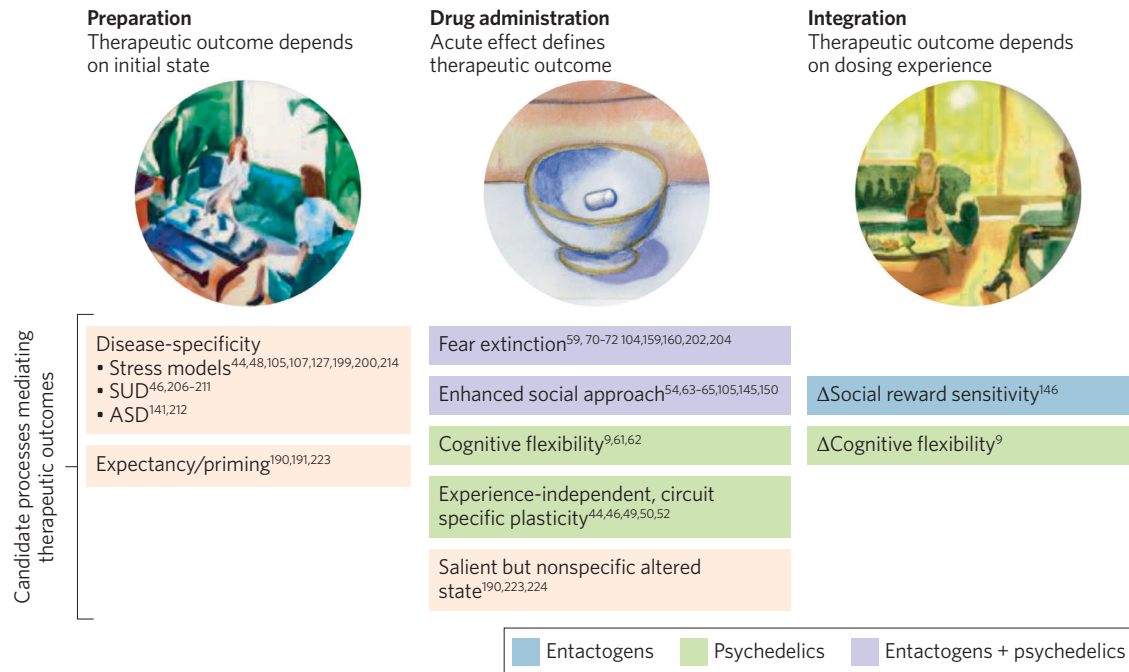 Preparation
Therapeutic outcome depends
on initial state
Drug administration
Acute effect defines
therapeutic outcome
Integration
Therapeutic outcome depends
on dosing experience
Candidate processes mediating
therapeutic outcomes
Disease-specificity
• Stress models44,48,105,107,127,199,200,214
• SUD46,206–211
• ASD141,212
Expectancy/priming190,191,223
Fear extinction59, 70–72 104,159,160,202,204
Enhanced social approach54,63–65,105,145,150
Cognitive flexibility9,61,62
Experience-independent, circuit
specific plasticity44,46,49,50,52
Salient but nonspecific altered
state190,223,224
ΔSocial reward sensitivity146
ΔCognitive flexibility9
Entactogens
Psychedelics
Entactogens + psychedelics